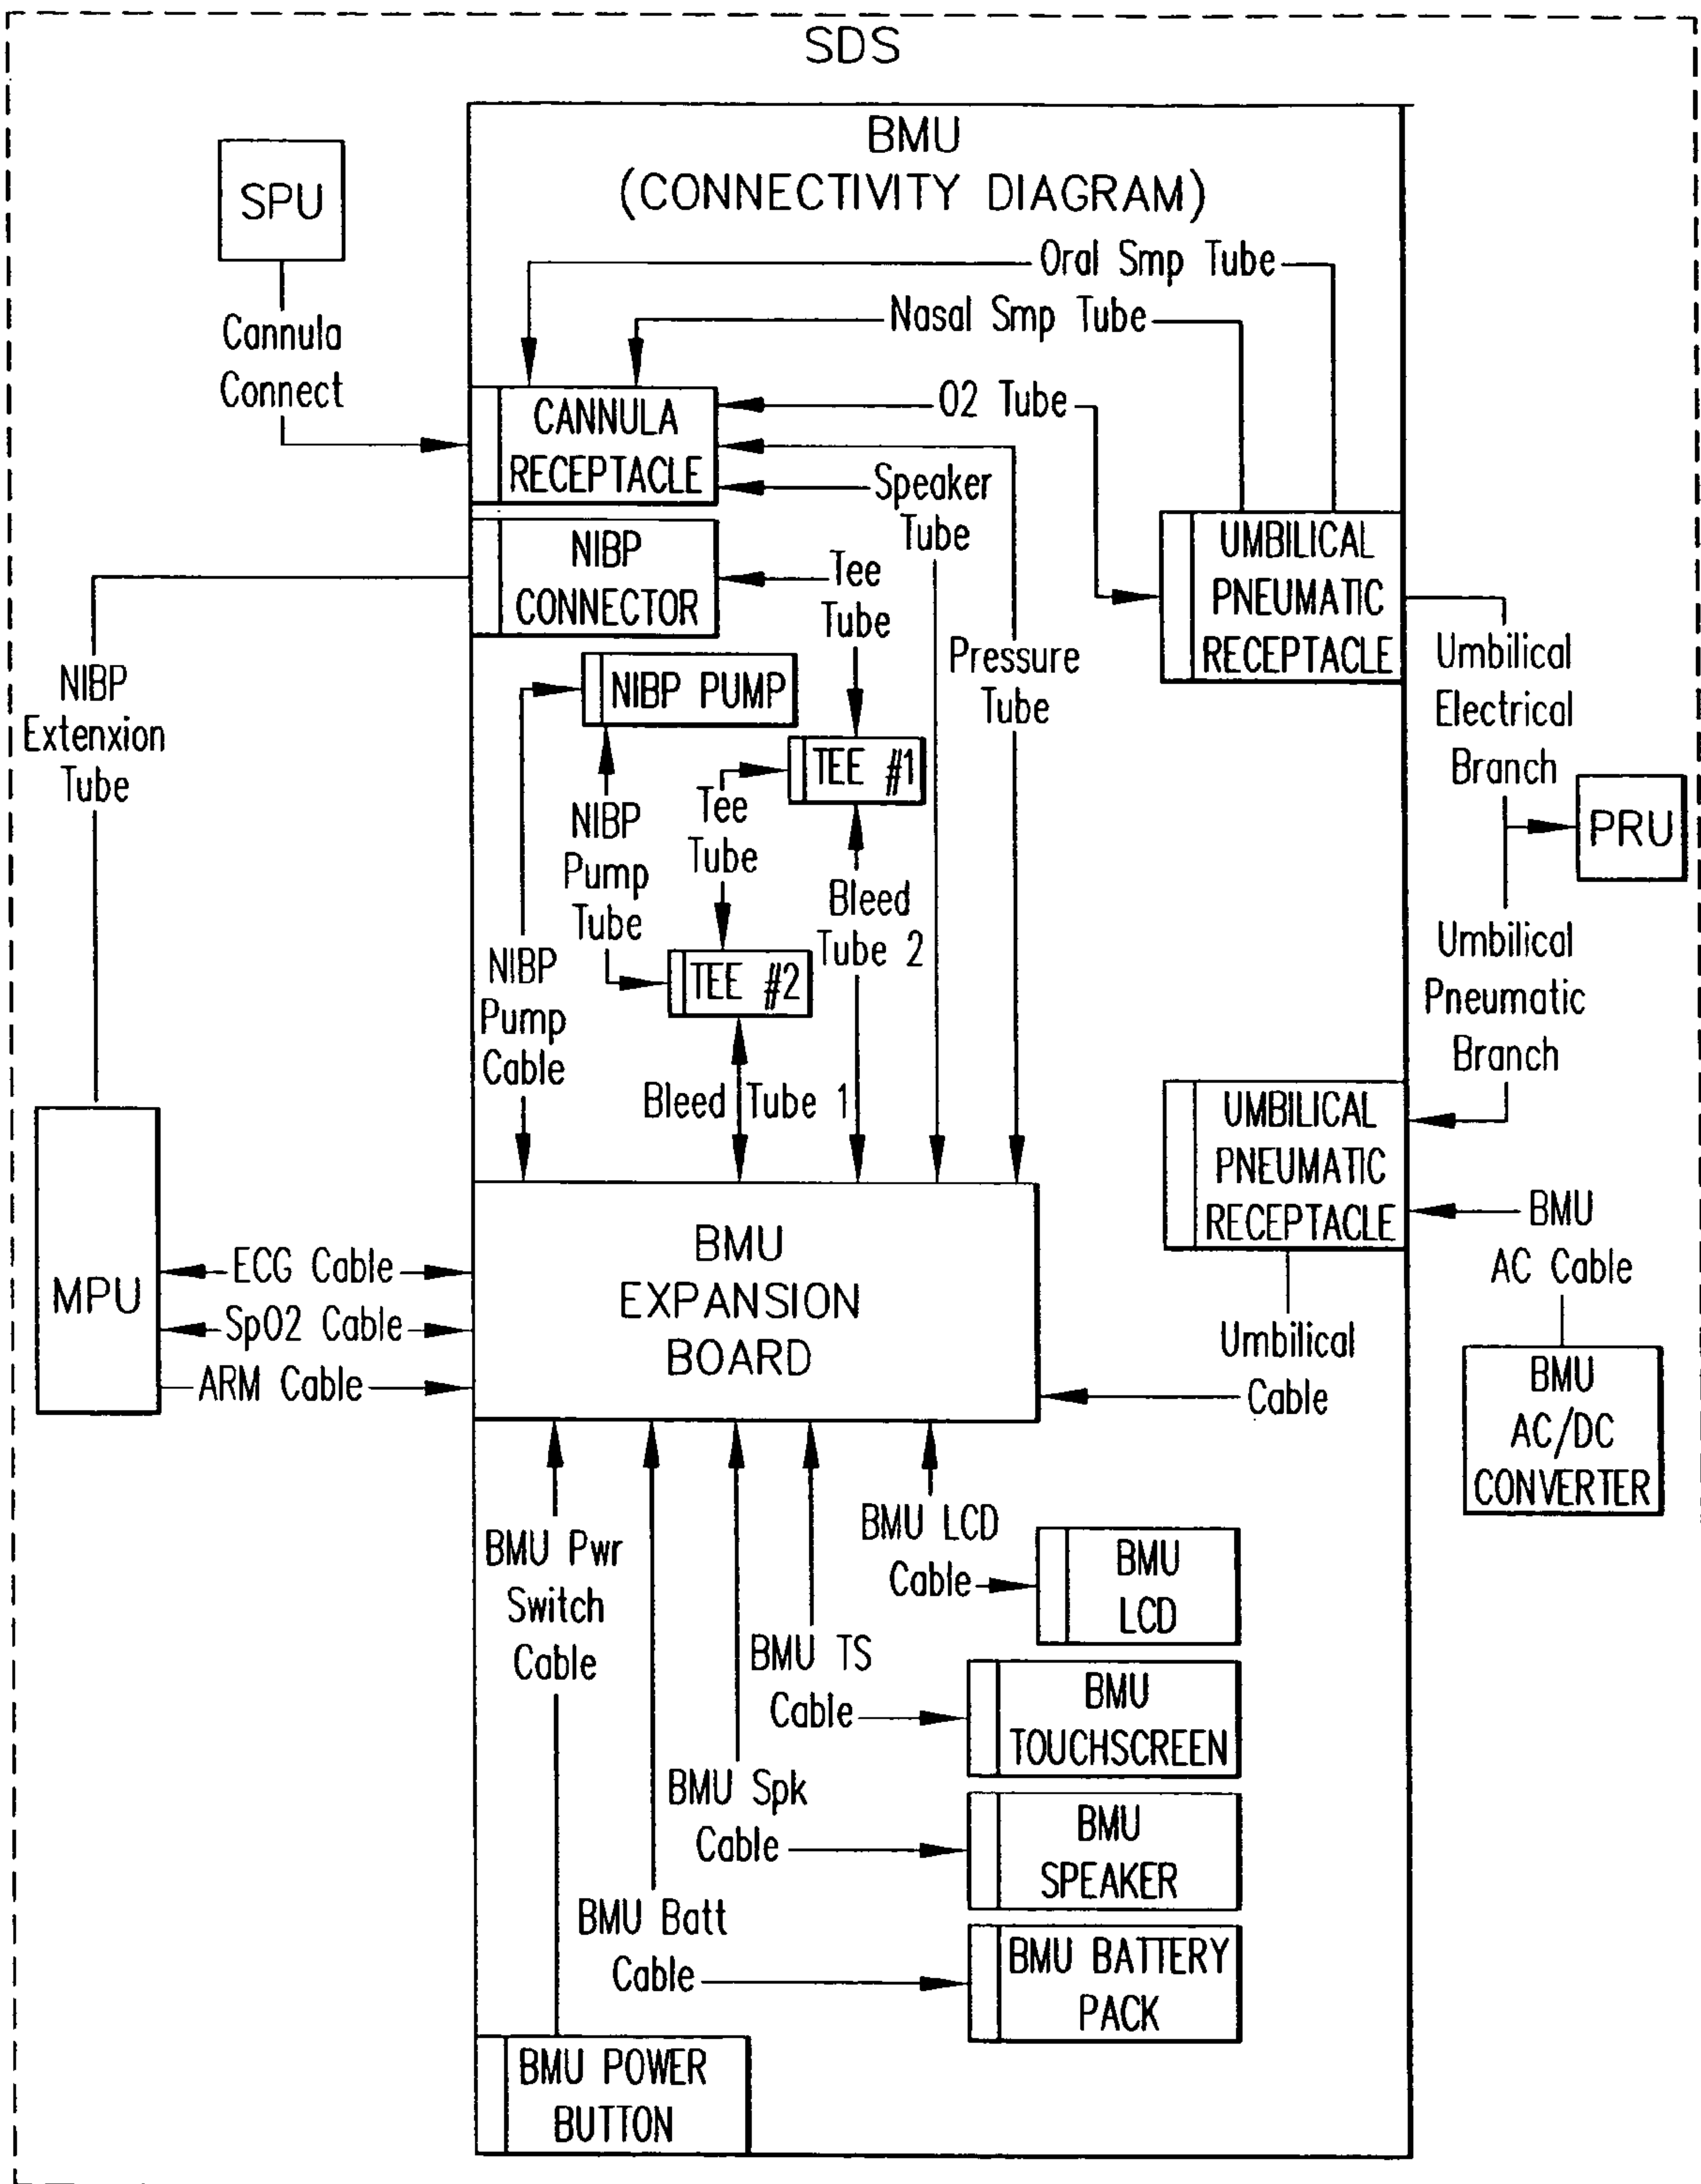 SDS
BMU
(CONNECTIVITY DIAGRAM)
SPU
Cannula
Connect
Oral Smp Tube
Nasal Smp Tube
O2 Tube
CANNULA
RECEPTACLE
Speaker
Tube
NIBP
CONNECTOR
Tee
Tube
UMBILICAL
PNEUMATIC
RECEPTACLE
Pressure
Tube
Umbilical
Electrical
Branch
NIBP
Extenxion
Tube
NIBP PUMP
TEE #1
Tee
Tube
NIBP
Pump
Tube
Bleed
Tube 2
PRU
TEE #2
NIBP
Pump
Cable
Umbilical
Pneumatic
Branch
Bleed Tube 1
UMBILICAL
PNEUMATIC
RECEPTACLE
MPU
ECG Cable
SpO2 Cable
ARM Cable
BMU
EXPANSION
BOARD
BMU
AC Cable
Umbilical
Cable
BMU
AC/DC
CONVERTER
BMU Pwr
Switch
Cable
BMU LCD
Cable
BMU
LCD
BMU TS
Cable
BMU
TOUCHSCREEN
BMU Spk
Cable
BMU
SPEAKER
BMU Batt
Cable
BMU BATTERY
PACK
BMU POWER
BUTTON